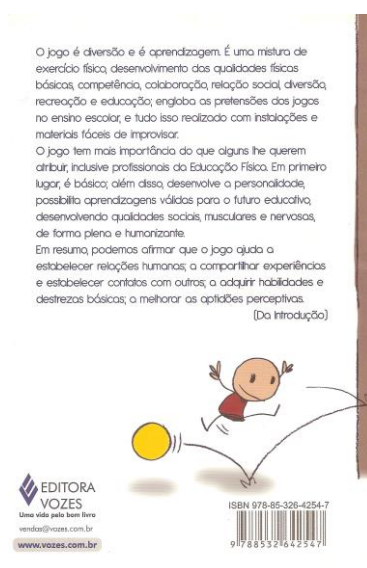 O jogo é diversão e é aprendizagem. É uma mistura de
exercício físico, desenvolvimento das qualidades físicas
básicas, competência, colaboração, relação social, diversão,
recreação e educação; engloba as pretensões dos jogos
no ensino escolar, e tudo isso realizado com instalações e
materiais fáceis de improvisar.
O jogo tem mais importância do que alguns lhe querem
atribuir, inclusive profissionais da Educação Física. Em primeiro
lugar, é básico; além disso, desenvolve a personalidade,
possibilita aprendizagens válidas para o futuro educativo,
desenvolvendo qualidades sociais, musculares e nervosas,
de forma plena e humanizante.
Em resumo, podemos afirmar que o jogo ajuda a
estabelecer relações humanas; a compartilhar experiências
e estabelecer contatos com outros; a adquirir habilidades e
destrezas básicas; a melhorar as aptidões perceptivas.
(Da Introdução)
EDITORA
VOZES
Uma vida pelo bom livro
vendas@vozes.com.br
www.vozes.com.br
ISBN 978-85-326-4254-7
9 788532 642547